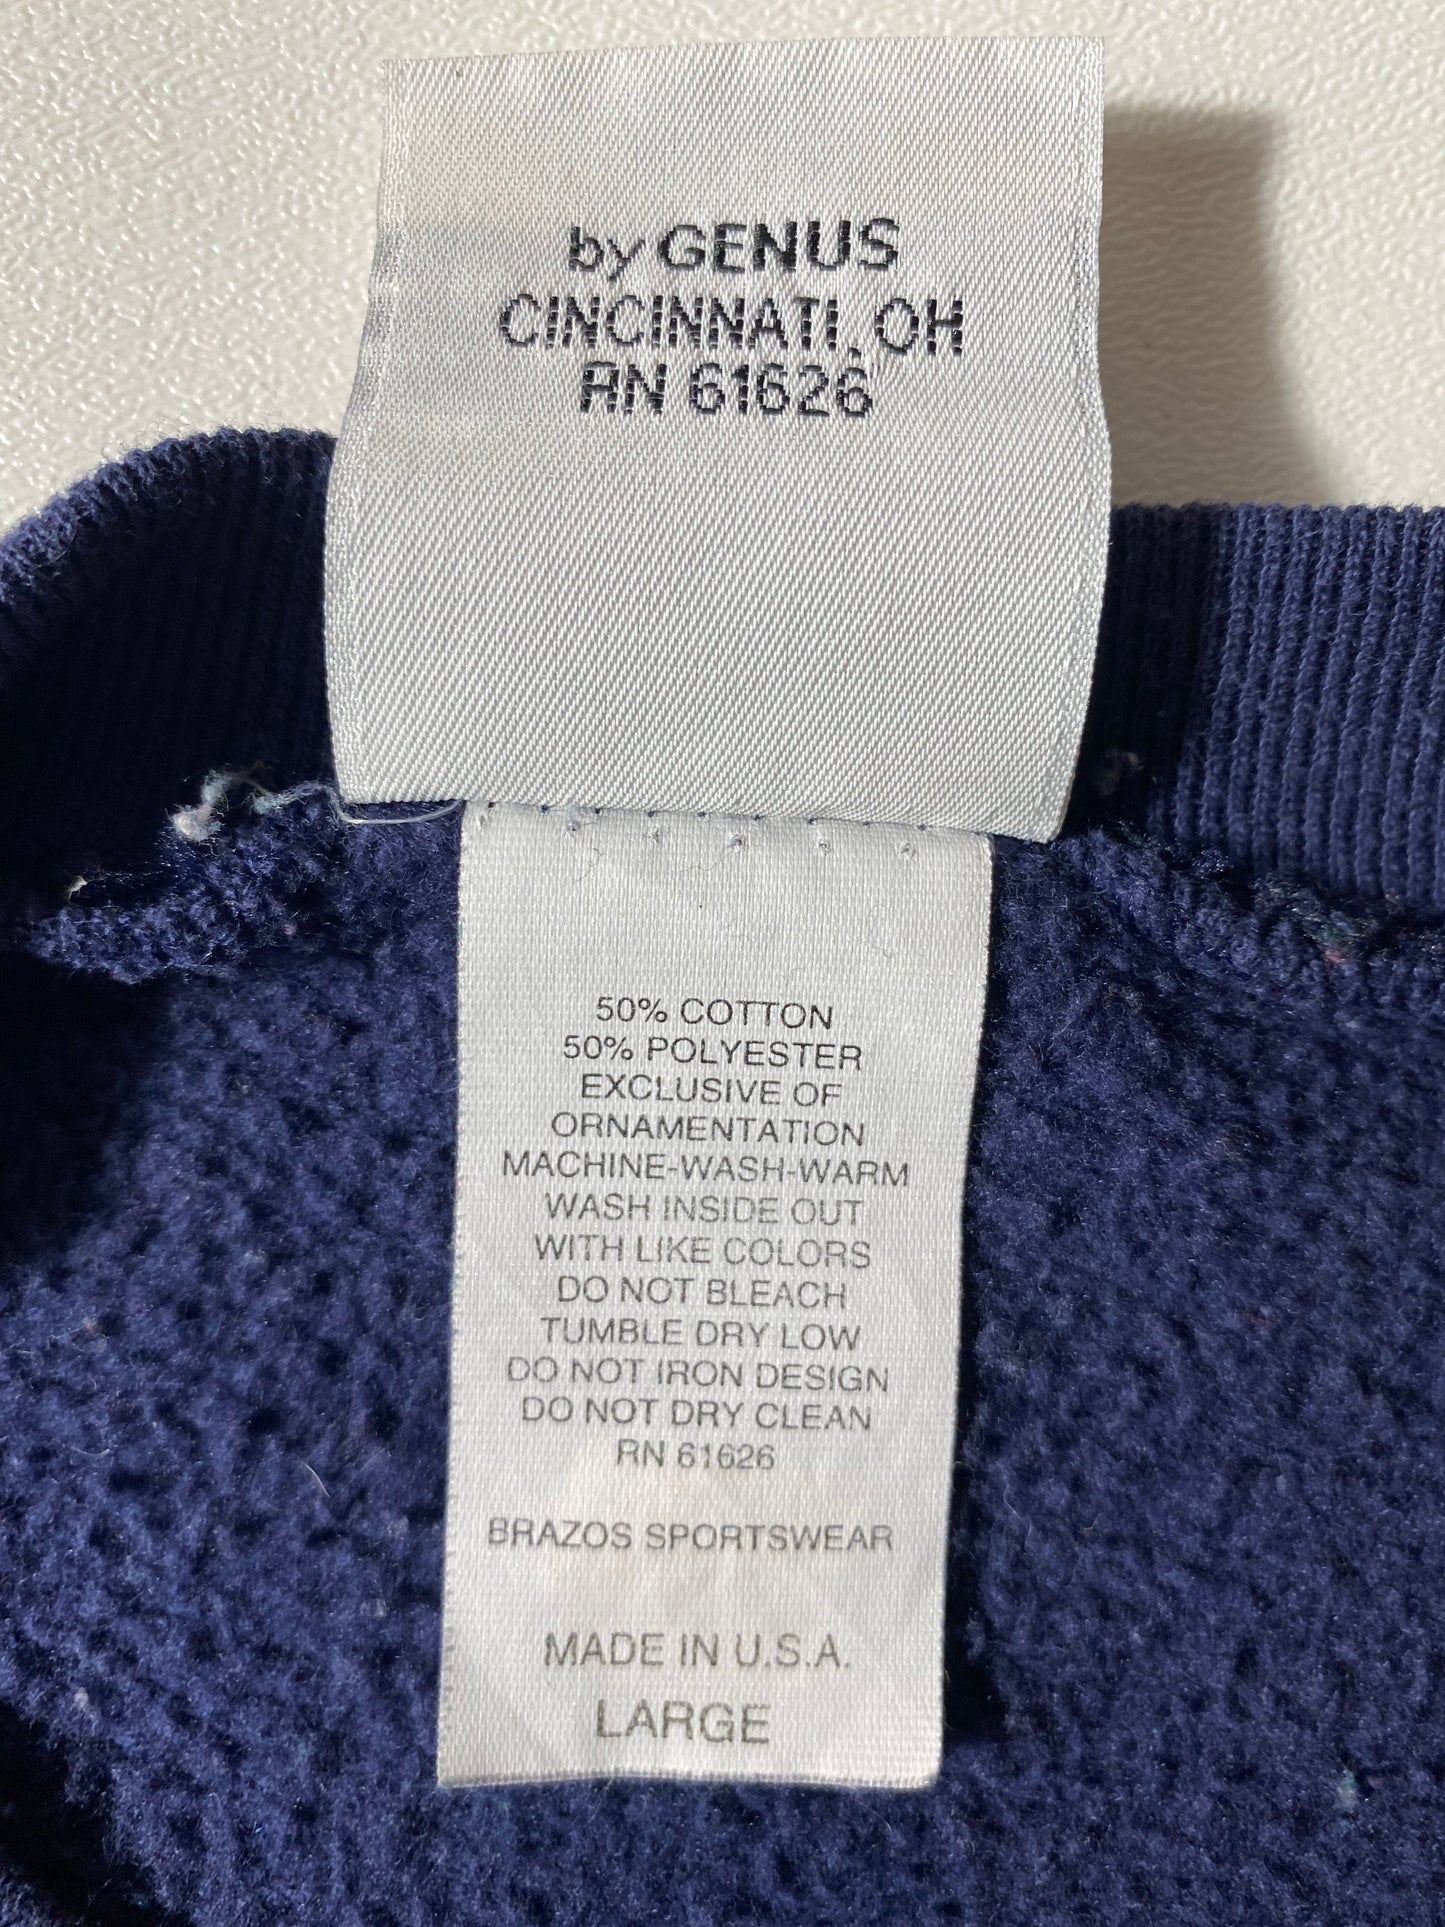 by GENUS
CINCINNATI, OH
RN 61626
50% COTTON
50% POLYESTER
EXCLUSIVE OF
ORNAMENTATION
MACHINE-WASH-WARM
WASH INSIDE OUT
WITH LIKE COLORS
DO NOT BLEACH
TUMBLE DRY LOW
DO NOT IRON DESIGN
DO NOT DRY CLEAN
RN 61626
BRAZOS SPORTSWEAR
MADE IN U.S.A.
LARGE